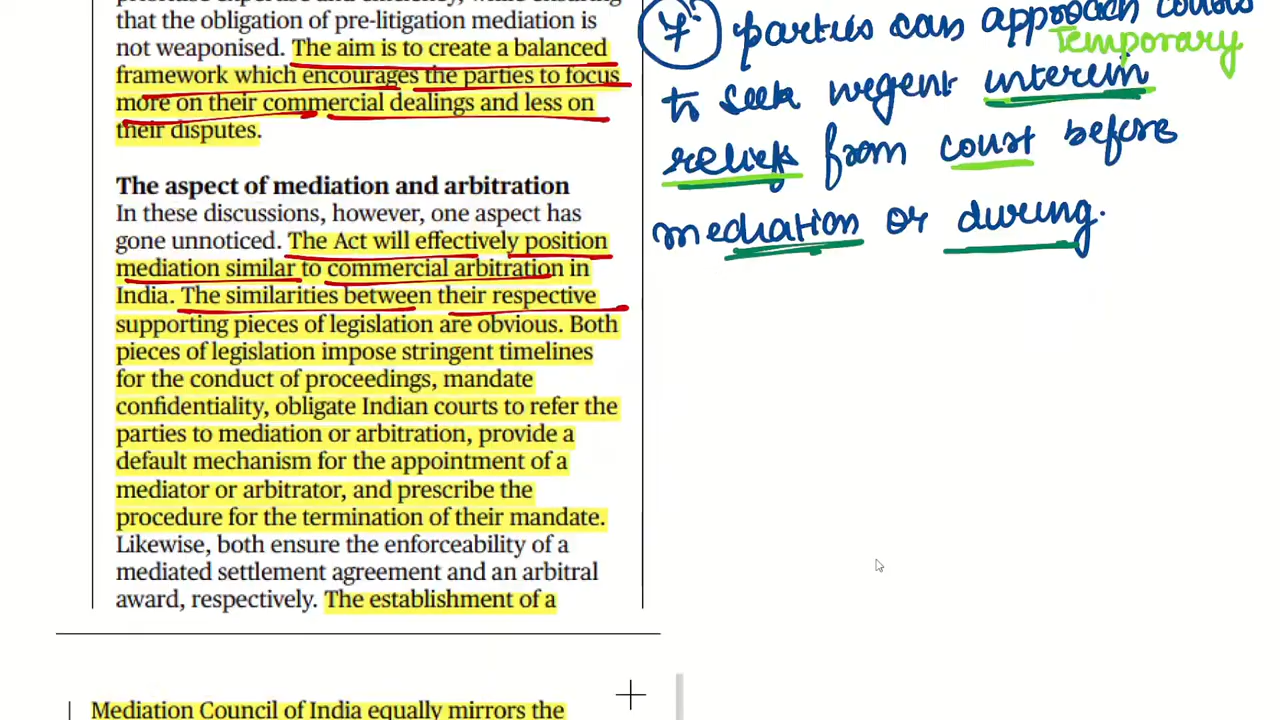 that the obligation of pre-litigation mediation is
not weaponised. The aim is to create a balanced
framework which encourages the parties to focus
more on their commercial dealings and less on
their disputes.
The aspect of mediation and arbitration
In these discussions, however, one aspect has
gone unnoticed. The Act will effectively position
mediation similar to commercial arbitration in
India. The similarities between their respective
supporting pieces of legislation are obvious. Both
pieces of legislation impose stringent timelines
for the conduct of proceedings, mandate
confidentiality, obligate Indian courts to refer the
parties to mediation or arbitration, provide a
default mechanism for the appointment of a
mediator or arbitrator, and prescribe the
procedure for the termination of their mandate.
Likewise, both ensure the enforceability of a
mediated settlement agreement and an arbitral
award, respectively. The establishment of a
Mediation Council of India equally mirrors the
7 parties can approach courts
Temporary
to seek urgent interim
relief from court before
mediation or during.